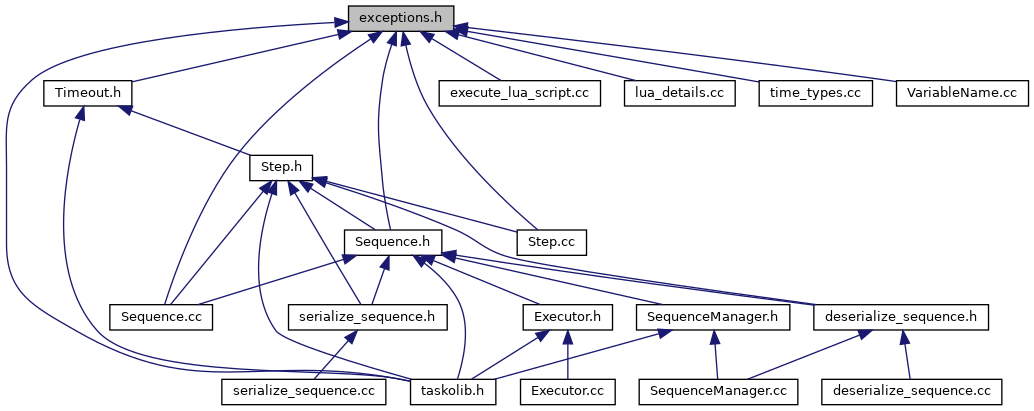 exceptions.h
Timeout.h
execute_lua_script.cc
lua_details.cc
time_types.cc
VariableName.cc
Step.h
Sequence.h
Step.cc
Sequence.cc
serialize_sequence.h
Executor.h
SequenceManager.h
deserialize_sequence.h
serialize_sequence.cc
taskolib.h
Executor.cc
SequenceManager.cc
deserialize_sequence.cc